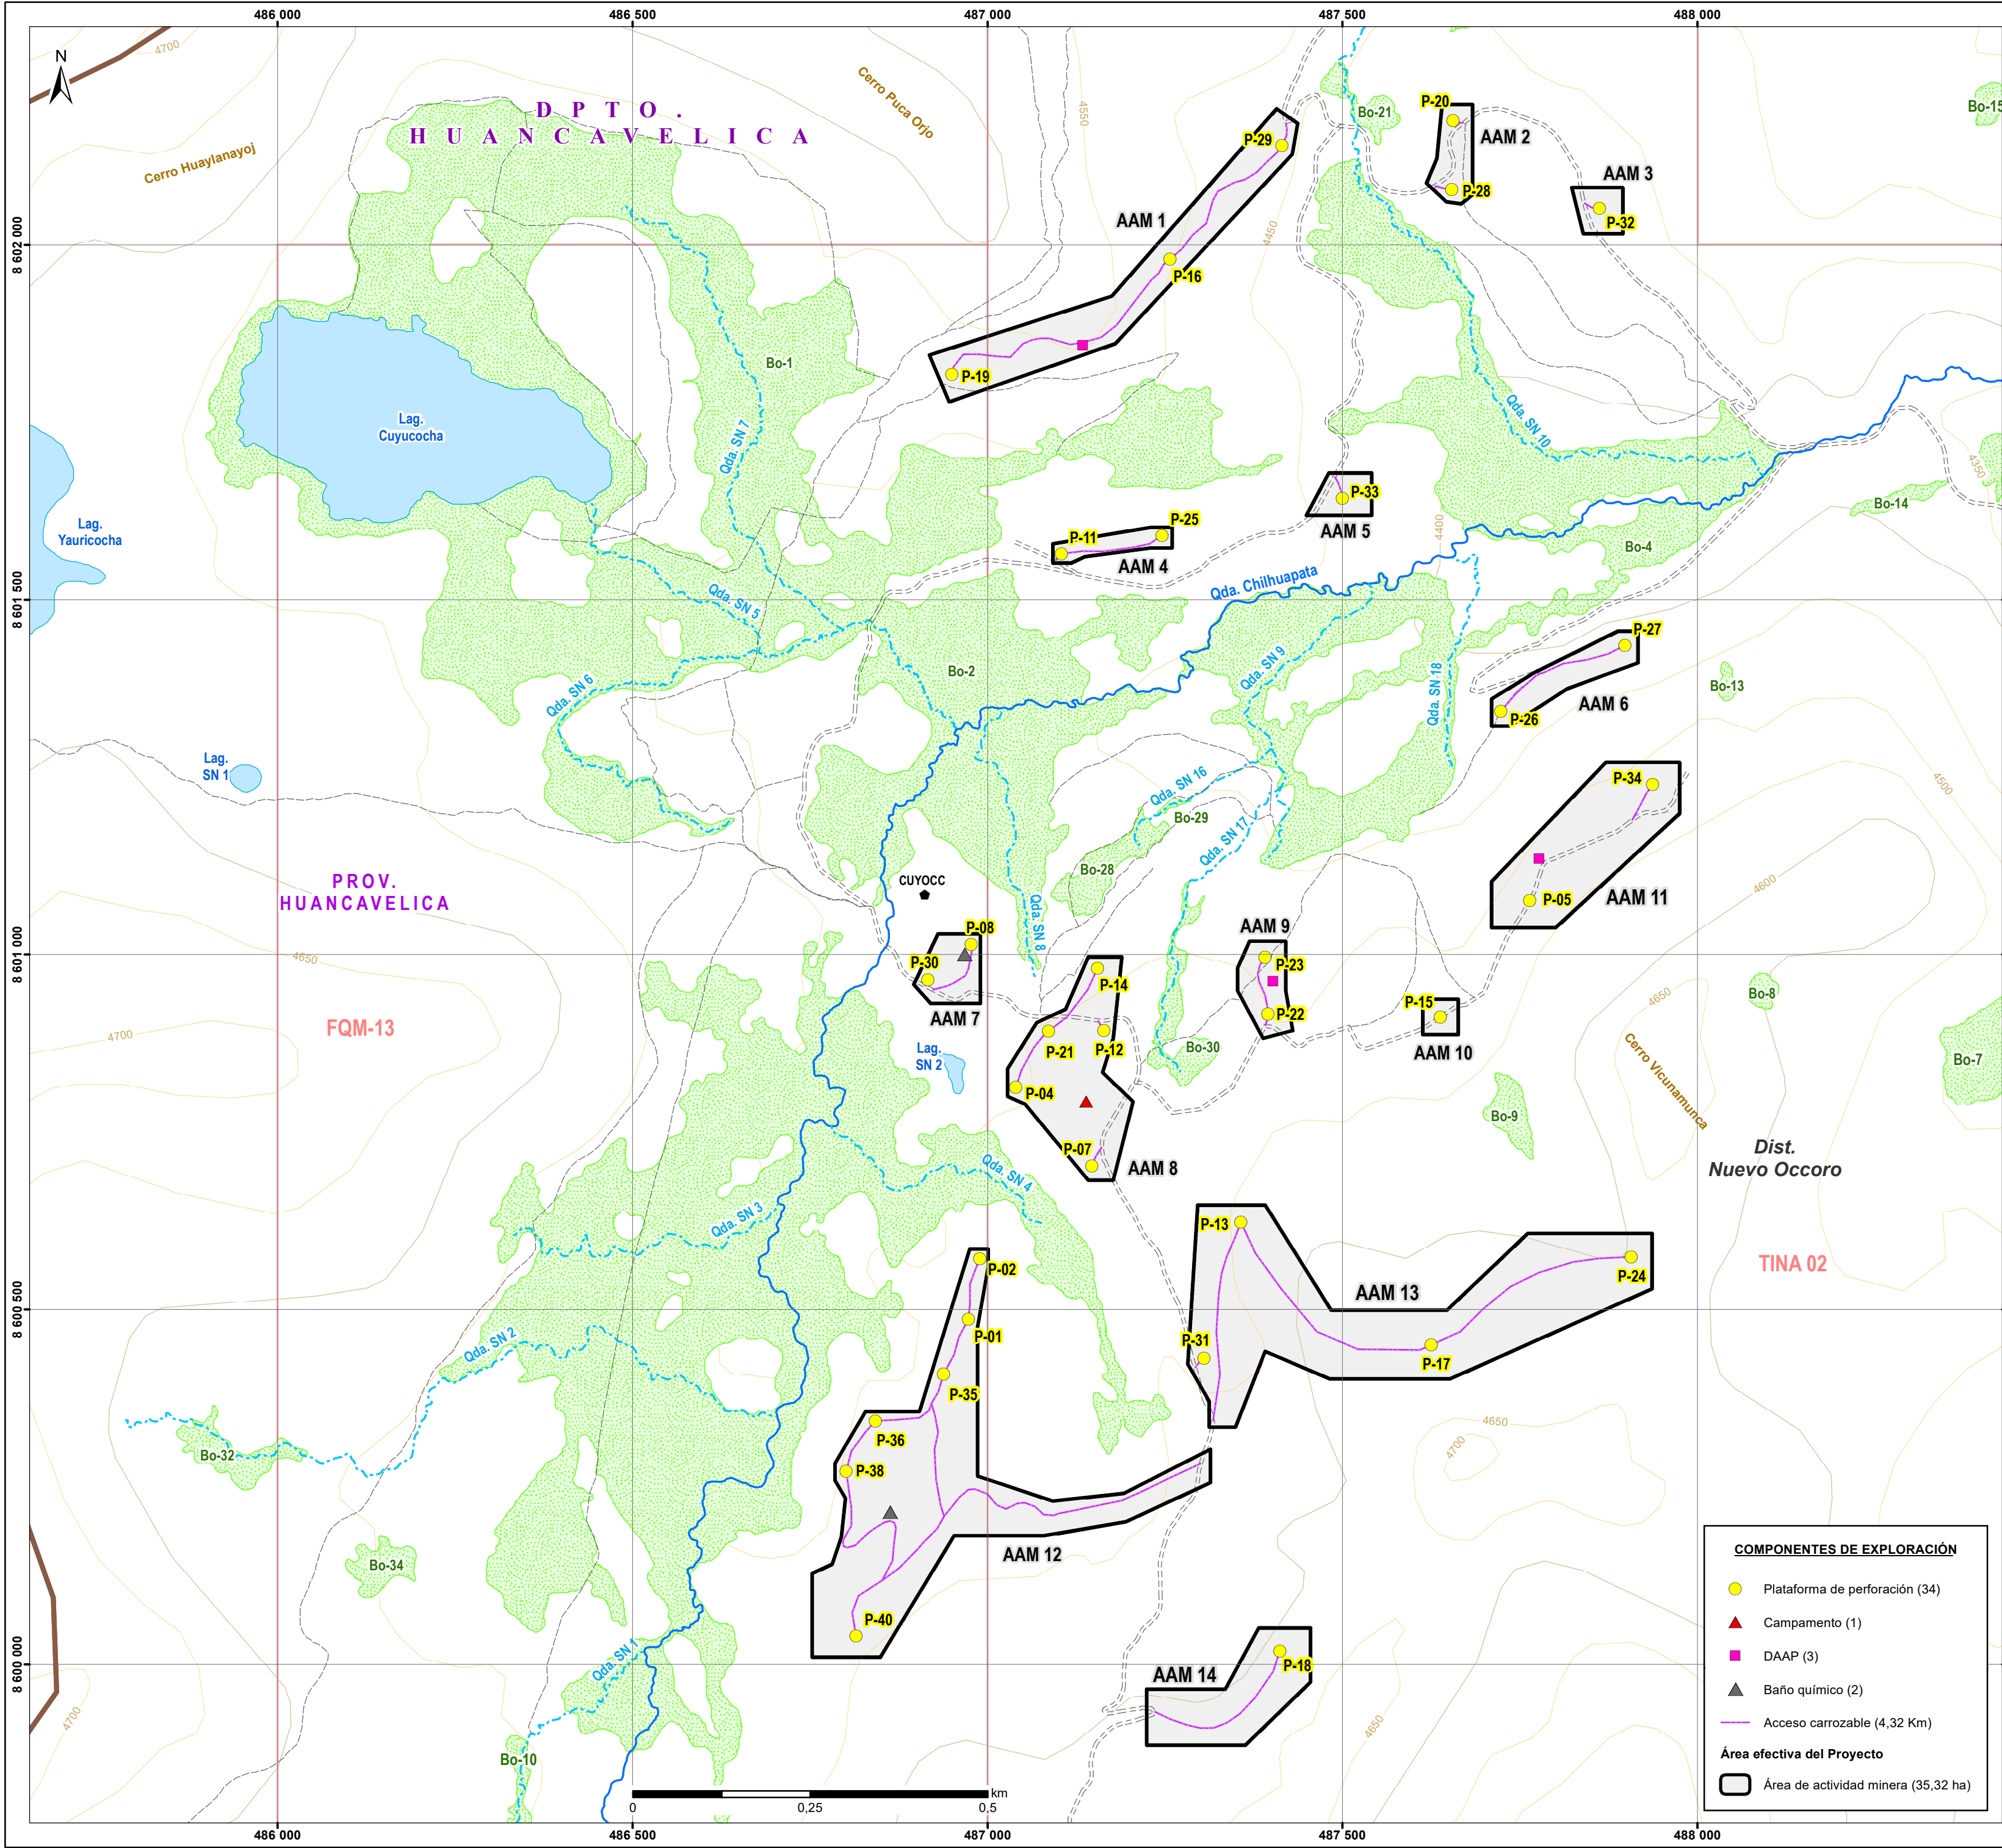 486 000
486 500
487 000
487 500
488 000
N
4700
Cerro Huaylanayoj
DPTO.
HUANCAVELICA
Cerro Puca Orjo
4550
P-29
AAM 1
4450
P-16
P-19
Bo-21
P-20
AAM 2
P-28
AAM 3
P-32
Bo-15
8 602 000
Bo-1
Lag.
Cuyucocha
Qda. SN 7
Qda. SN 10
4350
Lag.
Yauricocha
P-33
AAM 5
P-25
P-11
AAM 4
4400
Bo-14
Bo-4
8 601 500
Qda. SN 5
Qda. Chilhuapata
Bo-2
Qda. SN 6
Qda. SN 9
Qda. SN 18
P-27
P-26
AAM 6
Bo-13
Lag.
SN 1
Qda. SN 16
Bo-29
Qda. SN 17
Bo-28
P-34
4500
4600
P-05
AAM 11
PROV.
HUANCAVELICA
CUYOCC
Qda. SN 8
P-08
P-30
AAM 7
AAM 9
P-23
P-22
8 601 000
4650
4700
FQM-13
Lag.
SN 2
P-14
P-21
P-12
P-04
P-07
AAM 8
Bo-30
P-15
AAM 10
4650
Bo-8
Bo-7
Bo-9
Cerro Vicunamunca
Dist.
Nuevo Occoro
Qda. SN 4
Qda. SN 3
P-13
P-02
AAM 13
P-24
TINA 02
8 600 500
P-01
Qda. SN 2
P-31
P-17
P-35
P-36
P-38
Bo-32
4650
4700
Bo-34
AAM 12
P-40
8 600 000
Qda. SN 1
AAM 14
P-18
4700
4650
Bo-10
km
0
0,25
0,5
COMPONENTES DE EXPLORACIÓN
Plataforma de perforación (34)
Campamento (1)
DAAP (3)
Baño químico (2)
Acceso carrozable (4,32 Km)
Área efectiva del Proyecto
Área de actividad minera (35,32 ha)
486 000
486 500
487 000
487 500
488 000